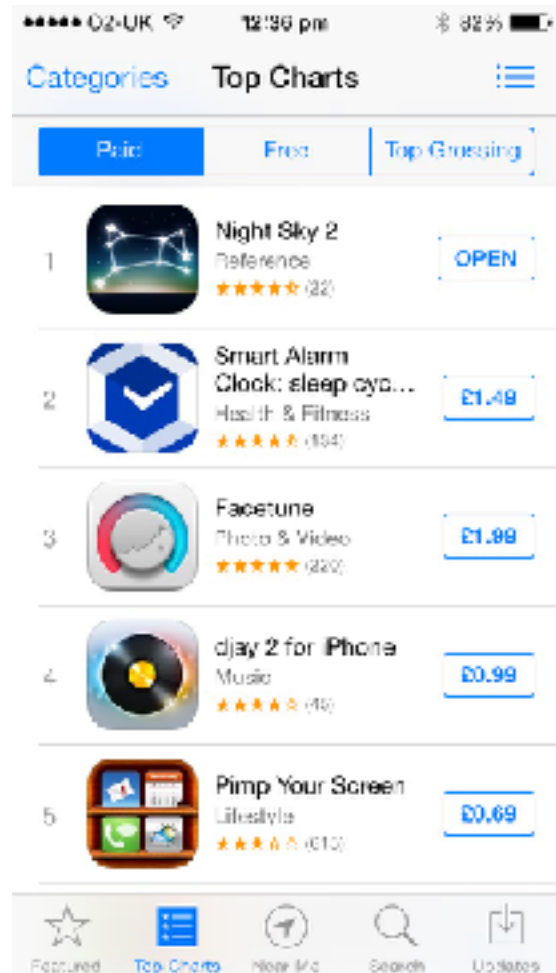 O2-UK 12:36 pm 82%
Categories Top Charts
Paid Free Top Grossing
1 Night Sky 2
Reference
(22)
OPEN
2 Smart Alarm
Clock: sleep cyc...
Health & Fitness
£1.49
3 Facetune
Photo & Video
£1.99
4 djay 2 for iPhone
Music
£0.99
5 Pimp Your Screen
Lifestyle
£0.69
Featured Top Charts Near Me Search Updates